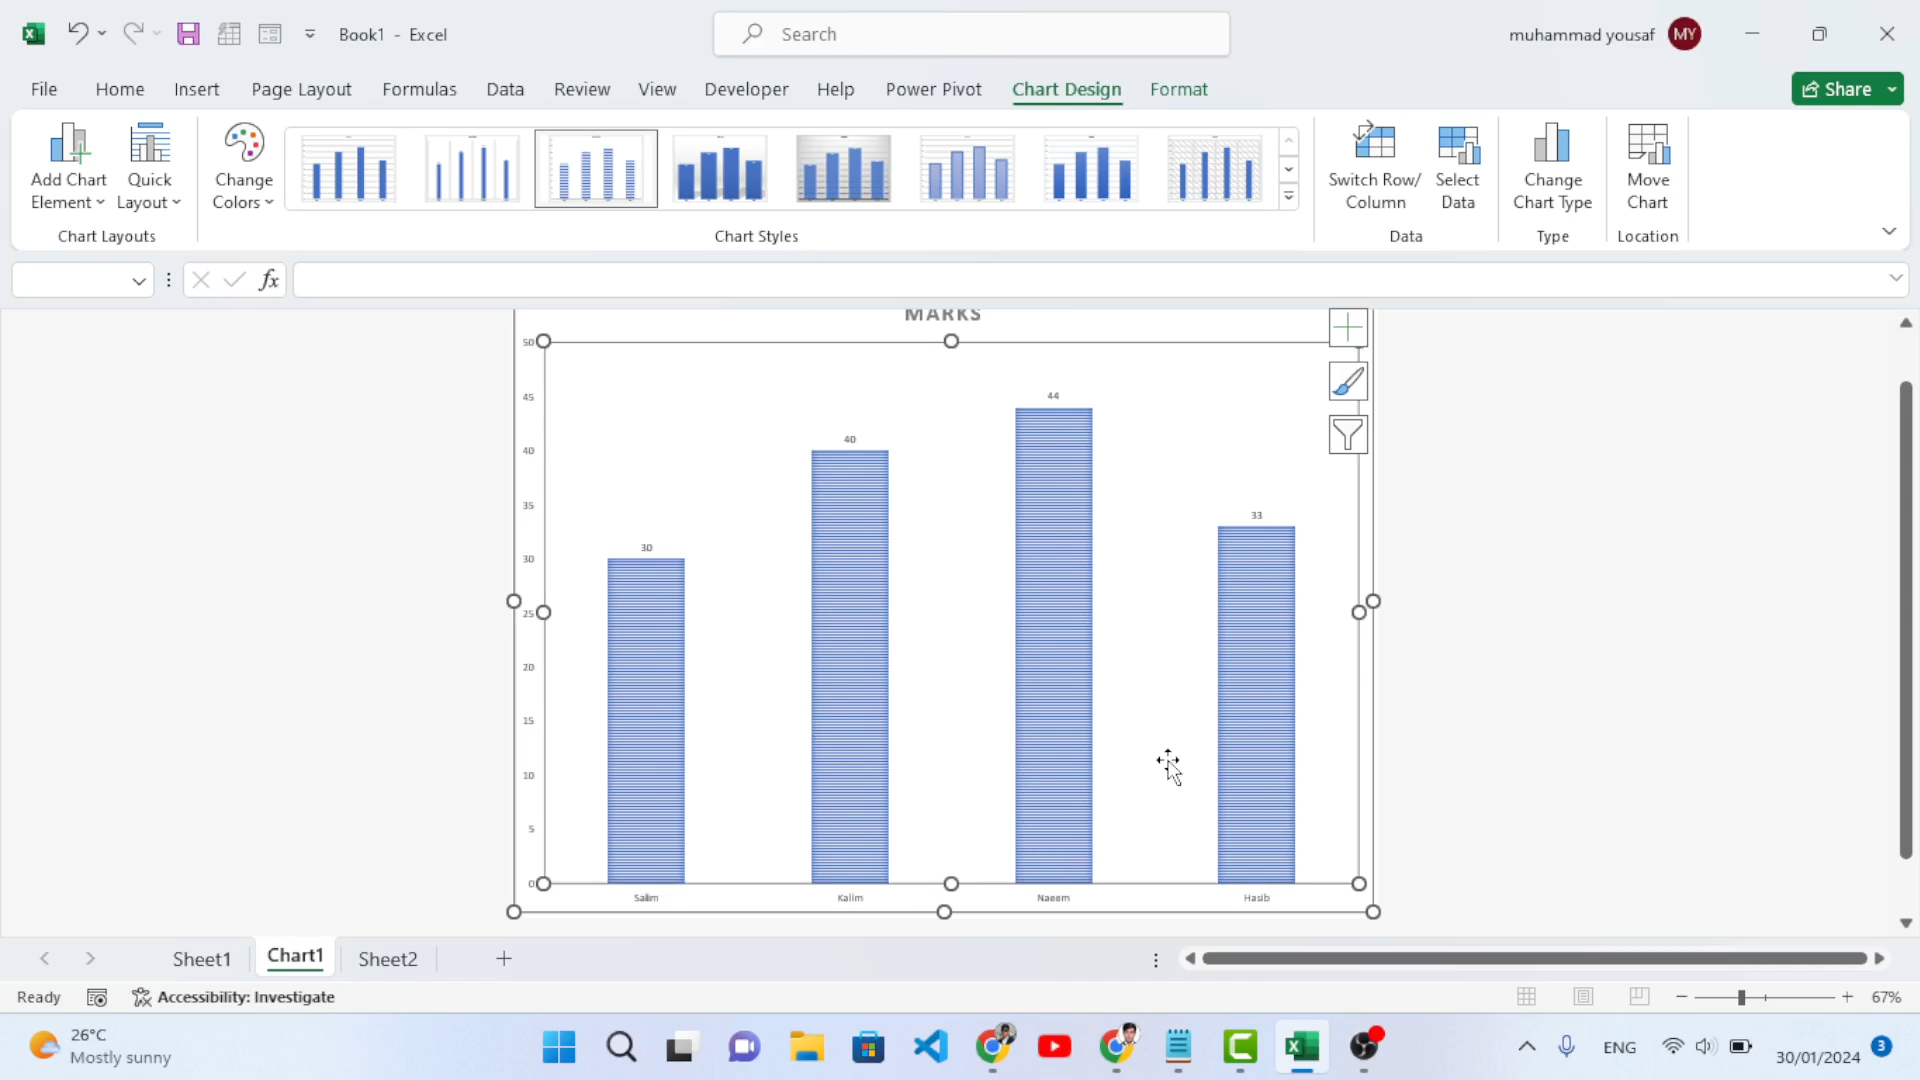 Book1 - Excel
Search
muhammad yousaf
MY
File Home Insert Page Layout Formulas Data Review View Developer Help Power Pivot Chart Design Format
Share
Add Chart
Element
Quick
Layout
Change
Colors
Switch Row/
Column
Select
Data
Change
Chart Type
Move
Chart
Chart Layouts
Chart Styles
Data
Type
Location
fx
MARKS
50
45
40
35
30
25
20
15
10
5
0
30
40
44
33
Salim Kalim Naeem Hasib
Sheet1 Chart1 Sheet2
Ready
Accessibility: Investigate
67%
26°C
Mostly sunny
ENG
30/01/2024
3